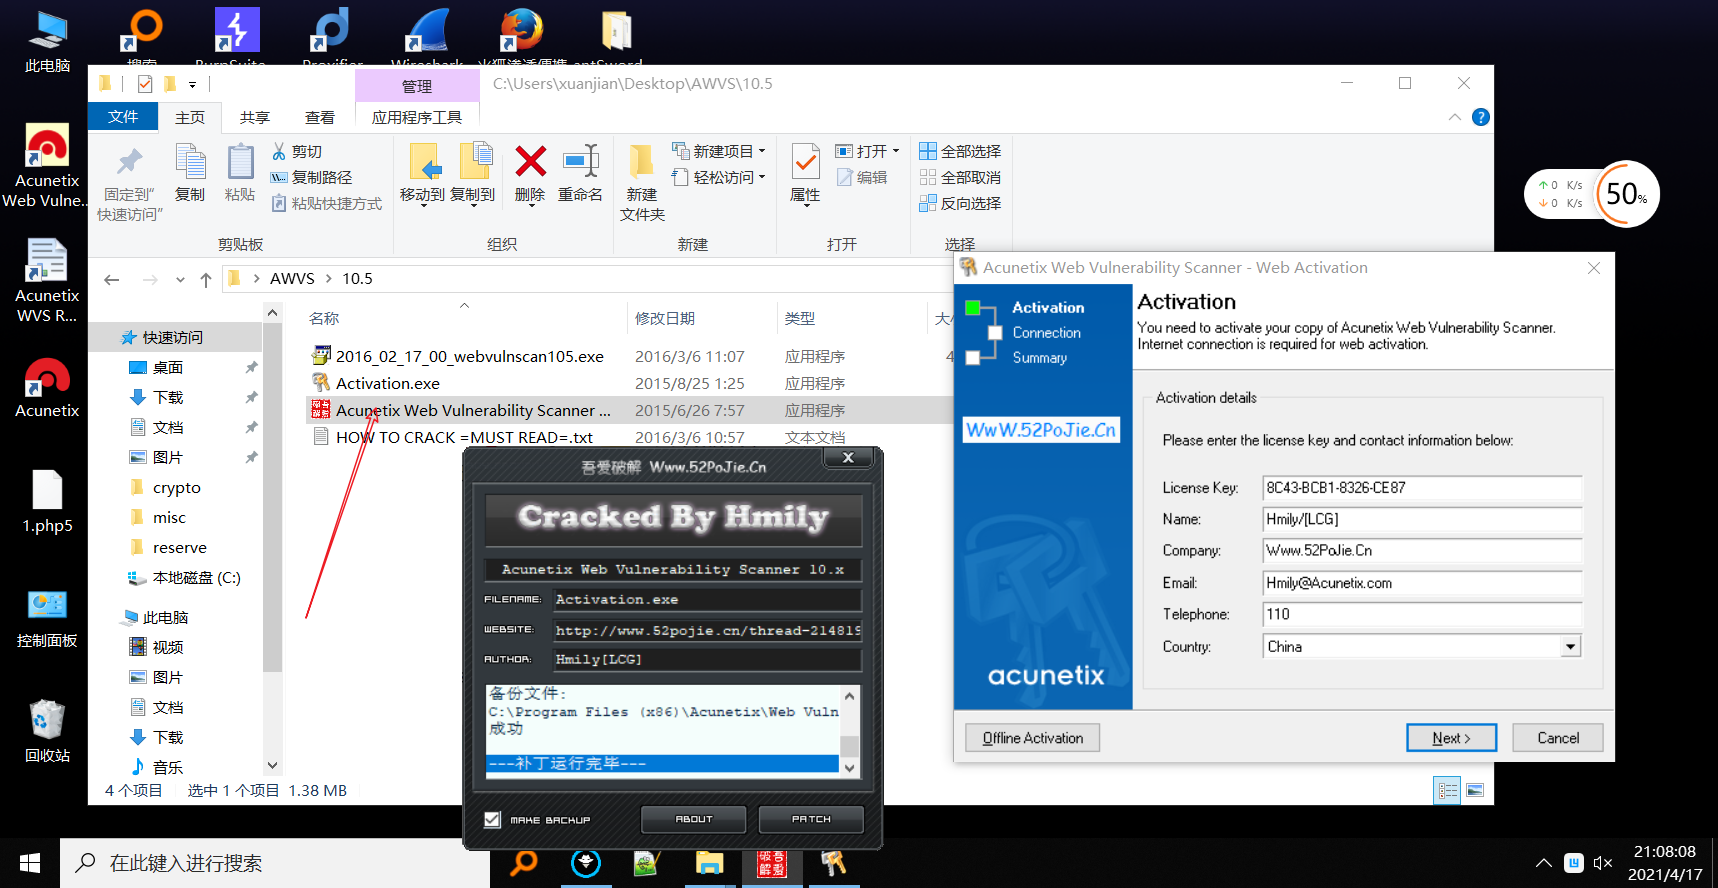 此电脑
搜索
BurpSuite
Proxifier
Wireshark
火狐渗透便携
antSword
管理
C:\Users\xuanjian\Desktop\AWVS\10.5
文件
主页
共享
查看
应用程序工具
固定到"
快速访问"
复制
粘贴
剪切
复制路径
粘贴快捷方式
剪贴板
移动到
复制到
删除
重命名
组织
新建
文件夹
新建项目
轻松访问
新建
属性
打开
编辑
打开
全部选择
全部取消
反向选择
选择
0 K/s
0 K/s
50%
Acunetix
Web Vulne...
Acunetix
WVS R...
Acunetix
1.php5
控制面板
回收站
AWVS
10.5
快速访问
桌面
下载
文档
图片
crypto
misc
reserve
本地磁盘 (C:)
此电脑
视频
图片
文档
下载
音乐
名称
修改日期
类型
大
2016_02_17_00_webvulnscan105.exe
2016/3/6 11:07
应用程序
4
Activation.exe
2015/8/25 1:25
应用程序
Acunetix Web Vulnerability Scanner ...
2015/6/26 7:57
应用程序
HOW TO CRACK =MUST READ=.txt
2016/3/6 10:57
文本文档
4 个项目
选中 1 个项目 1.38 MB
吾爱破解 Www.52PoJie.Cn
X
Cracked By Hmily
Acunetix Web Vulnerability Scanner 10.x
FILENAME:
Activation.exe
WEBSITE:
http://www.52pojie.cn/thread-214819
AUTHOR:
Hmily[LCG]
备份文件:
C:\Program Files (x86)\Acunetix\Web Vuln
成功
---补丁运行完毕---
MAKE BACKUP
ABOUT
PATCH
Acunetix Web Vulnerability Scanner - Web Activation
Activation
Connection
Summary
WwW.52PoJie.Cn
acunetix
Activation
You need to activate your copy of Acunetix Web Vulnerability Scanner.
Internet connection is required for web activation.
Activation details
Please enter the license key and contact information below:
License Key:
8C43-BCB1-8326-CE87
Name:
Hmily/[LCG]
Company:
Www.52PoJie.Cn
Email:
Hmily@Acunetix.com
Telephone:
110
Country:
China
Offline Activation
Next >
Cancel
在此键入进行搜索
破吾
解爱
21:08:08
2021/4/17